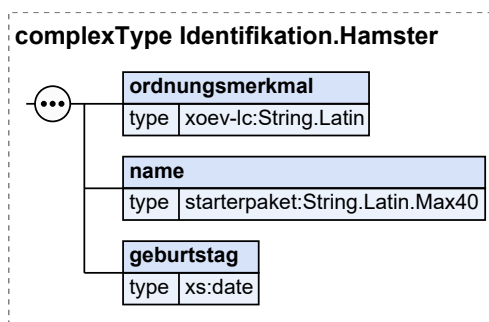 complexType Identifikation.Hamster
ordnungsmerkmal
type xoev-lc:String.Latin
name
type starterpaket:String.Latin.Max40
geburtstag
type xs:date